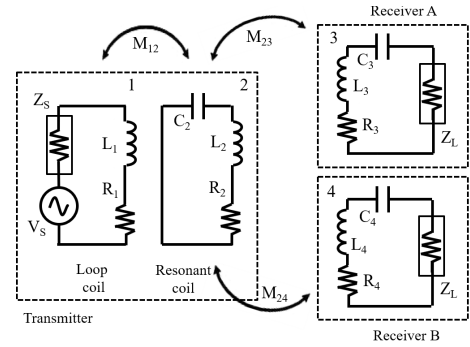 Receiver A
M12
M23
3
C3
L3
R3
ZL
1
2
ZS
C2
L1
L2
R1
R2
VS
Loop
coil
Resonant
coil
4
C4
L4
R4
ZL
M24
Transmitter
Receiver B